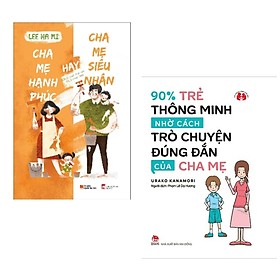 LEE HA MI
CHA
MẸ
HẠNH
PHÚC
HAY
CHA
MẸ
SIÊU
NHÂN
90% TRẺ
THÔNG MINH
NHỜ CÁCH
TRÒ CHUYỆN
ĐÚNG ĐẮN
CỦA CHA MẸ
URAKO KANAMORI
Người dịch: Phạm Lê Dạ Hương